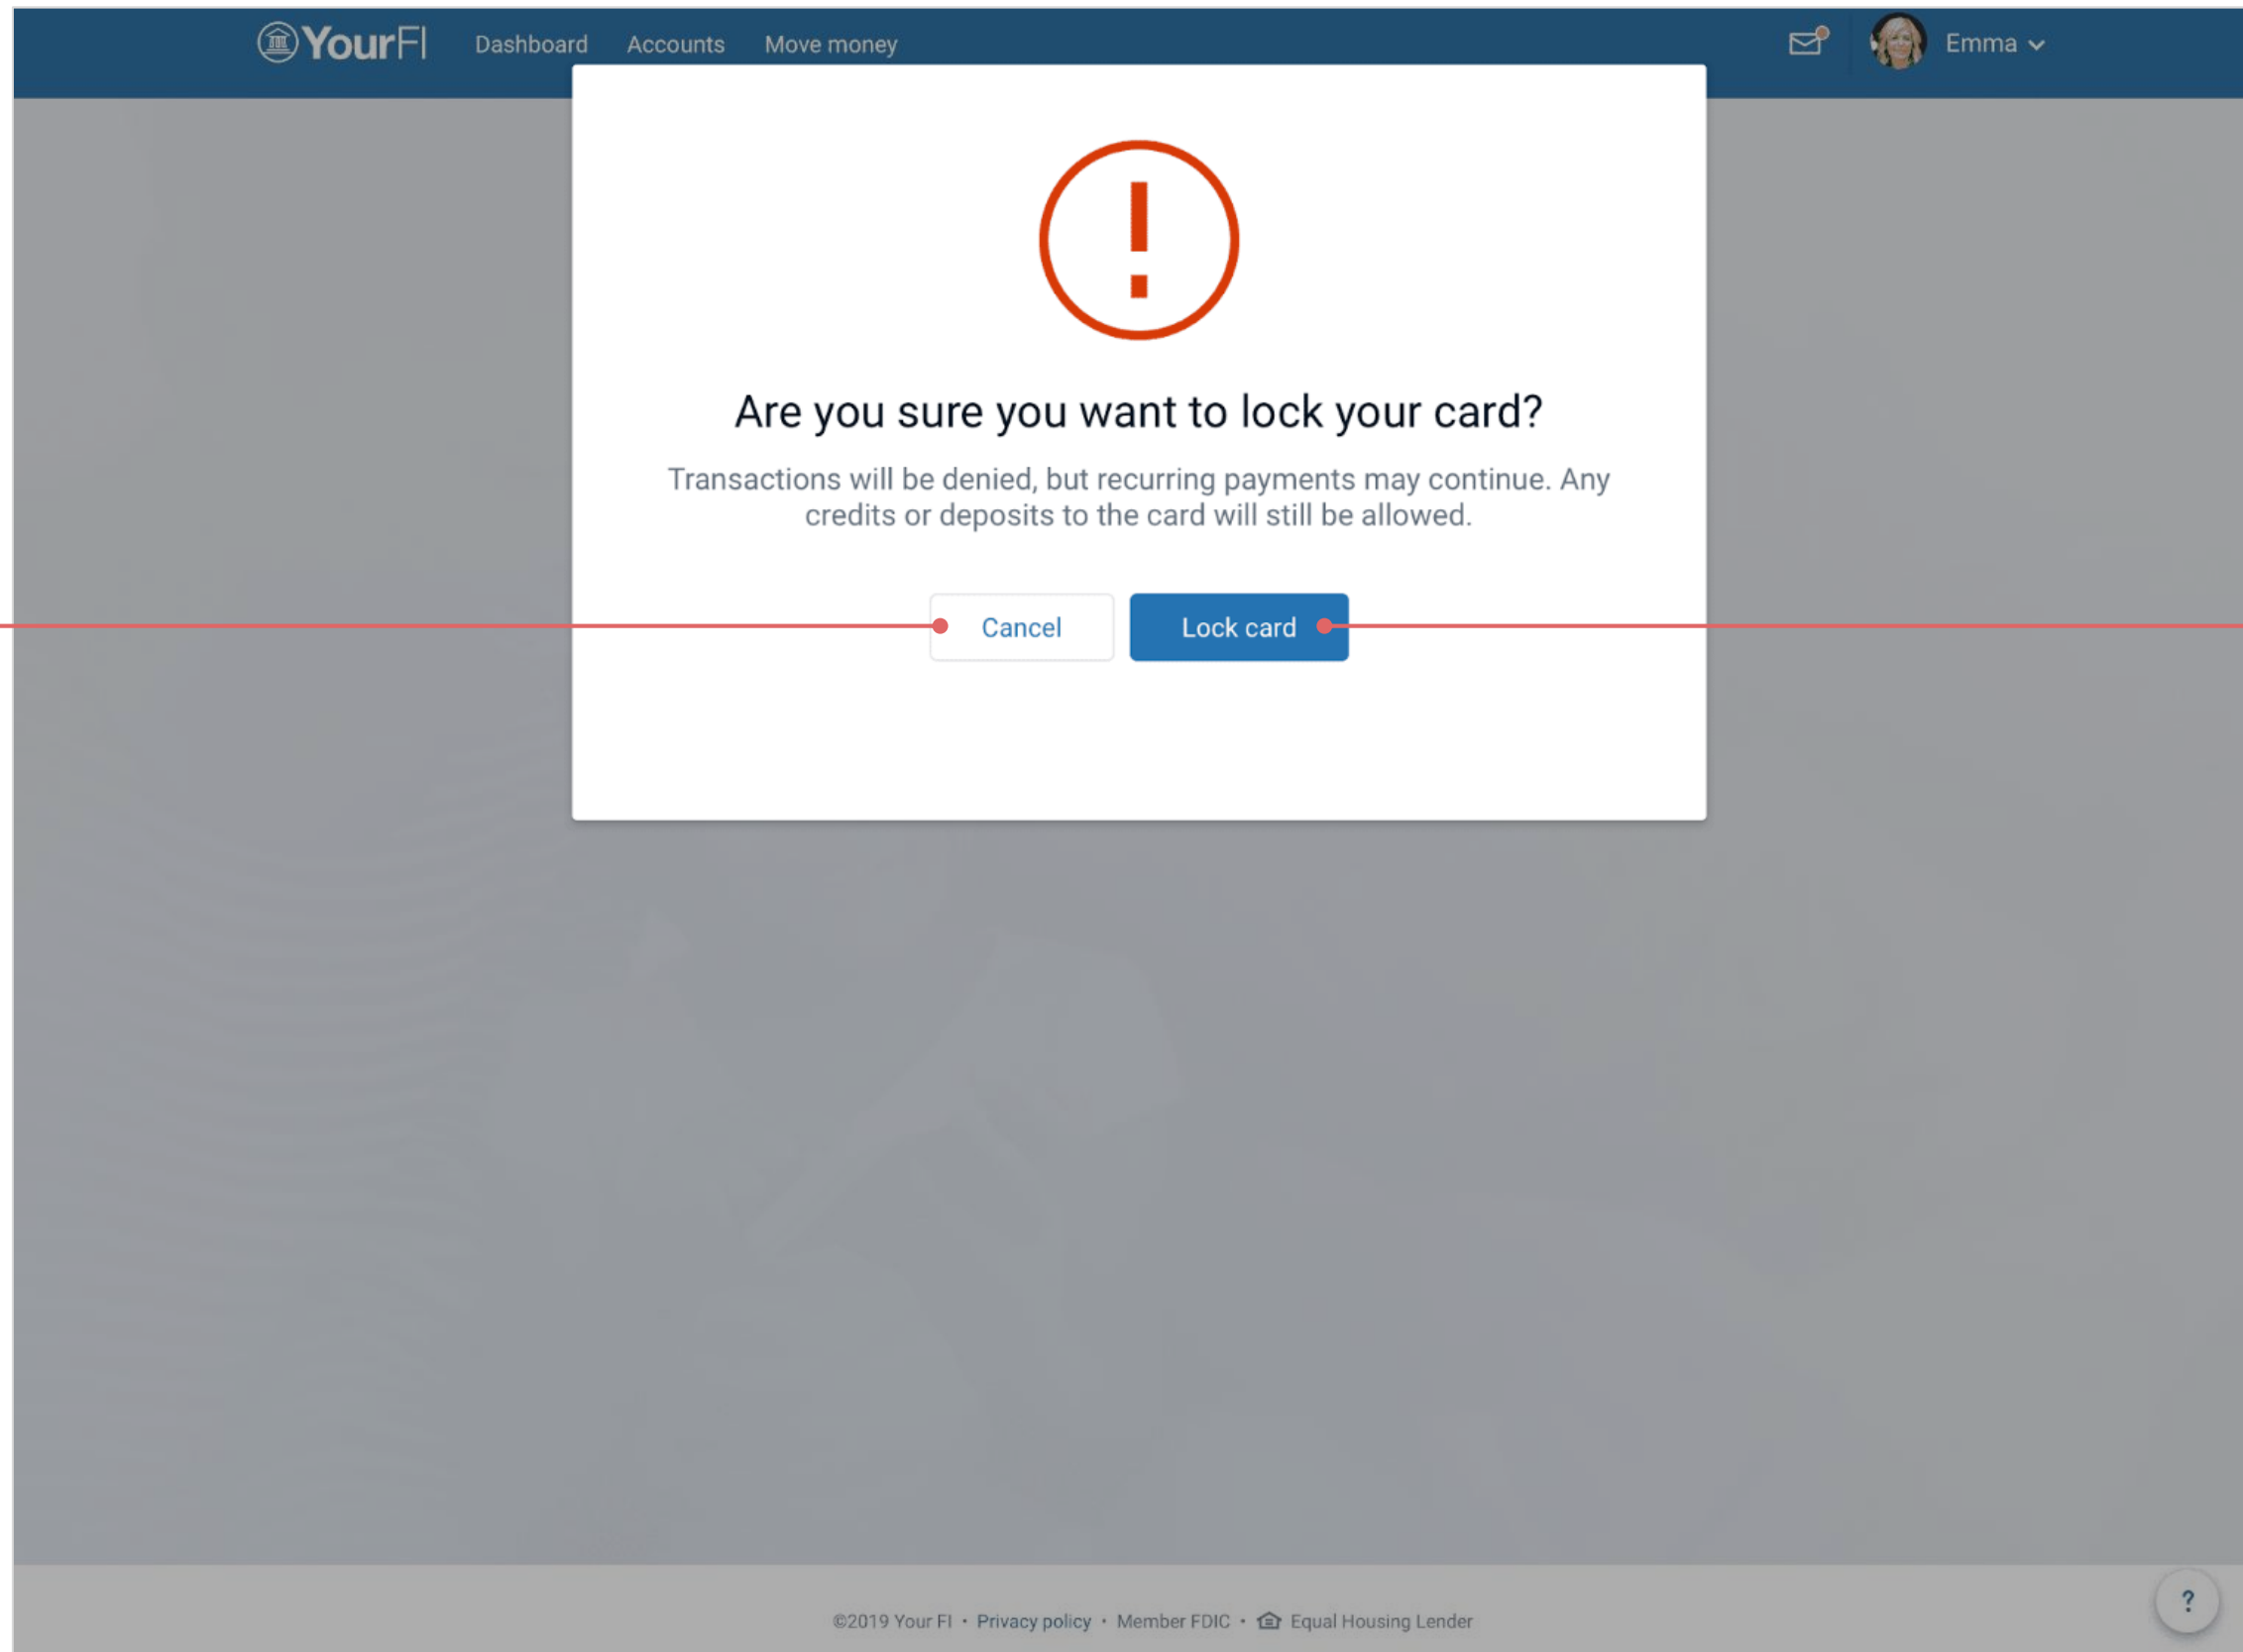 YourFI Dashboard Accounts Move money Emma
!
Are you sure you want to lock your card?
Transactions will be denied, but recurring payments may continue. Any
credits or deposits to the card will still be allowed.
Cancel Lock card
©2019 Your FI • Privacy policy • Member FDIC • Equal Housing Lender
?